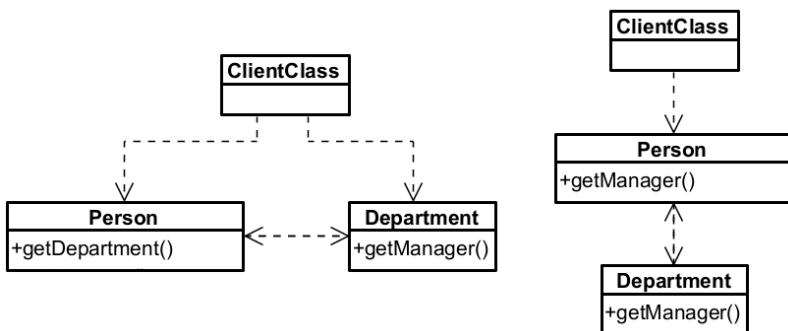 ClientClass
Person
+getDepartment()
Department
+getManager()
ClientClass
Person
+getManager()
Department
+getManager()